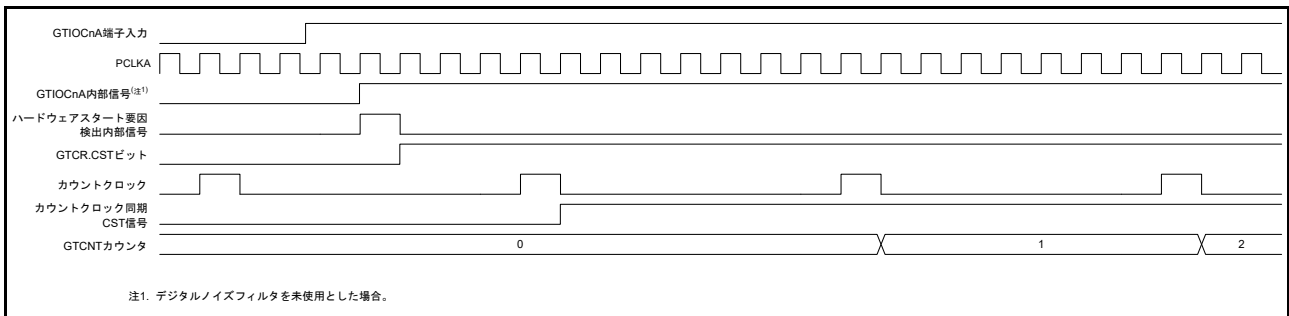 GTIOCnA端子入力
PCLKA
GTIOCnA内部信号(注1)
ハードウェアスタート要因
検出内部信号
GTCR.CSTビット
カウントクロック
カウントクロック同期
CST信号
GTCNTカウンタ 0 1 2
注1. デジタルノイズフィルタを未使用とした場合。